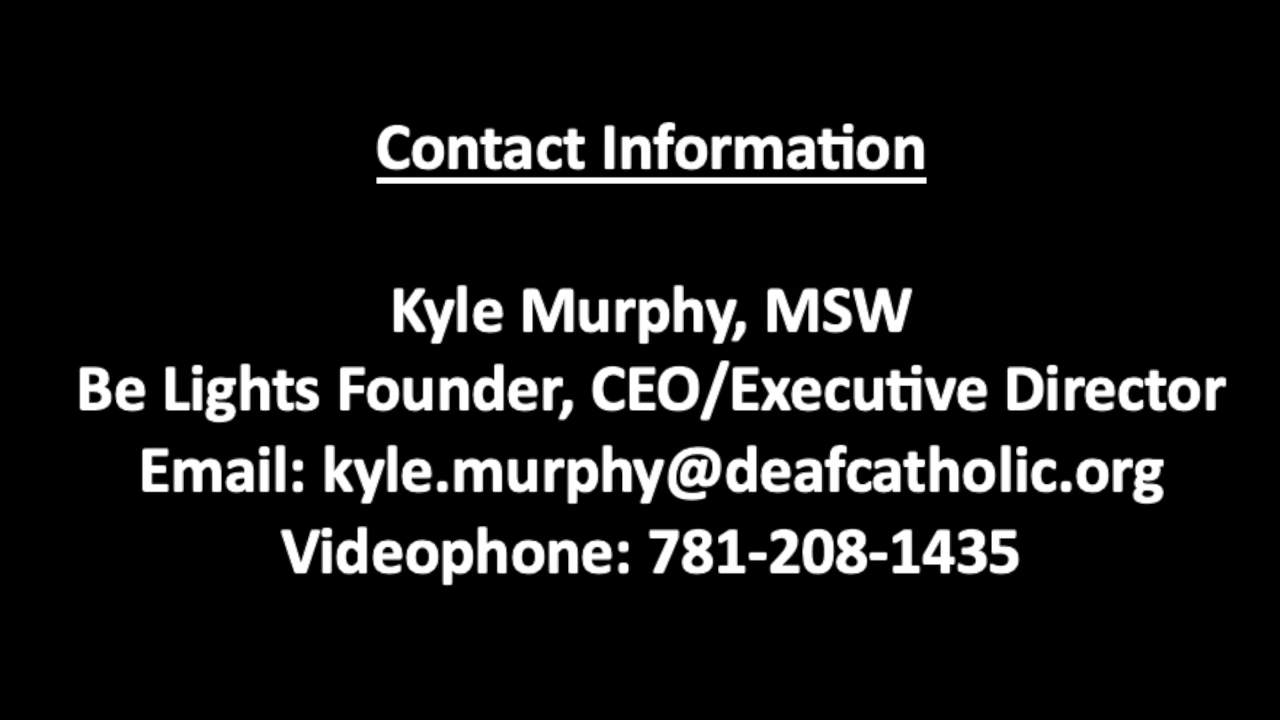 Contact Information
Kyle Murphy, MSW
Be Lights Founder, CEO/Executive Director
Email: kyle.murphy@deafcatholic.org
Videophone: 781-208-1435